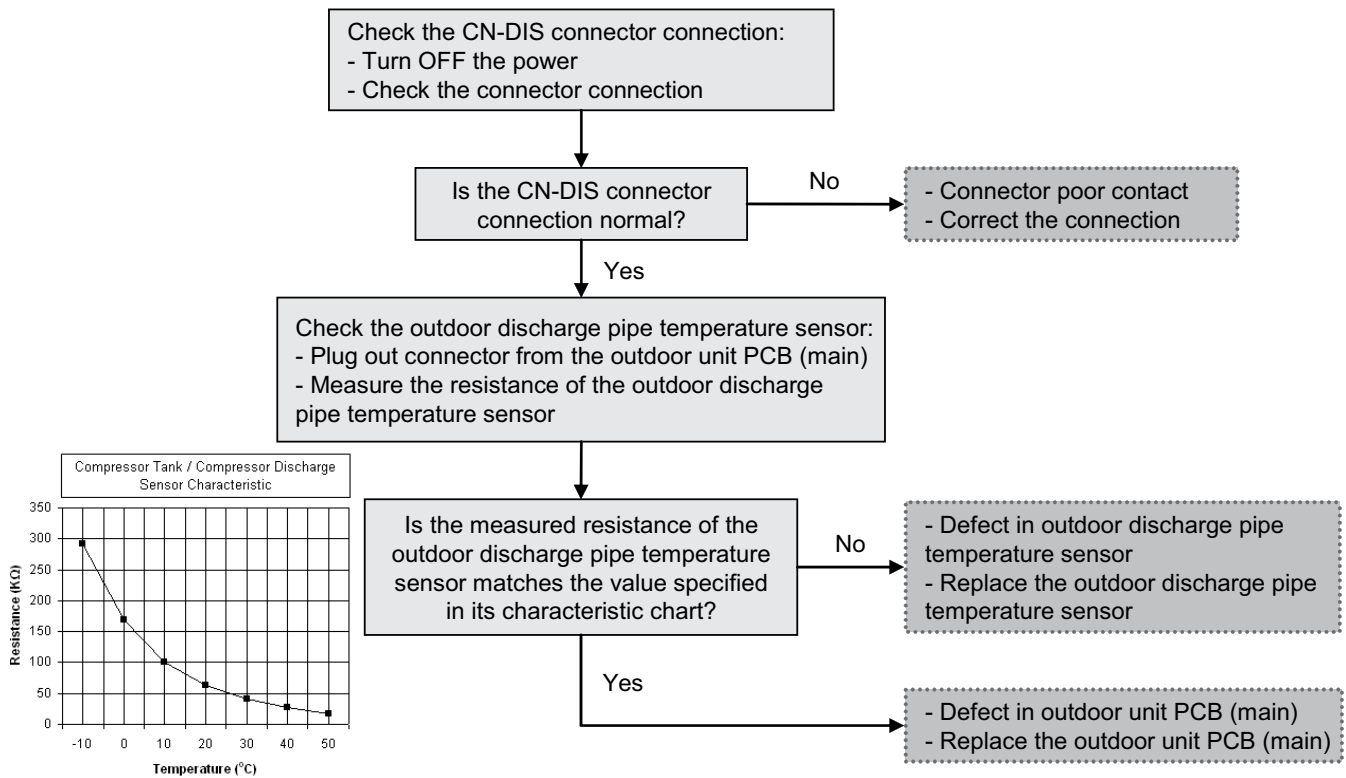 Check the CN-DIS connector connection:
- Turn OFF the power
- Check the connector connection
Is the CN-DIS connector
connection normal?
No
- Connector poor contact
- Correct the connection
Yes
Check the outdoor discharge pipe temperature sensor:
- Plug out connector from the outdoor unit PCB (main)
- Measure the resistance of the outdoor discharge
pipe temperature sensor
Compressor Tank / Compressor Discharge
Sensor Characteristic
Resistance (KΩ)
350
300
250
200
150
100
50
0
-10 0 10 20 30 40 50
Temperature (°C)
Is the measured resistance of the
outdoor discharge pipe temperature
sensor matches the value specified
in its characteristic chart?
No
- Defect in outdoor discharge pipe
temperature sensor
- Replace the outdoor discharge pipe
temperature sensor
Yes
- Defect in outdoor unit PCB (main)
- Replace the outdoor unit PCB (main)